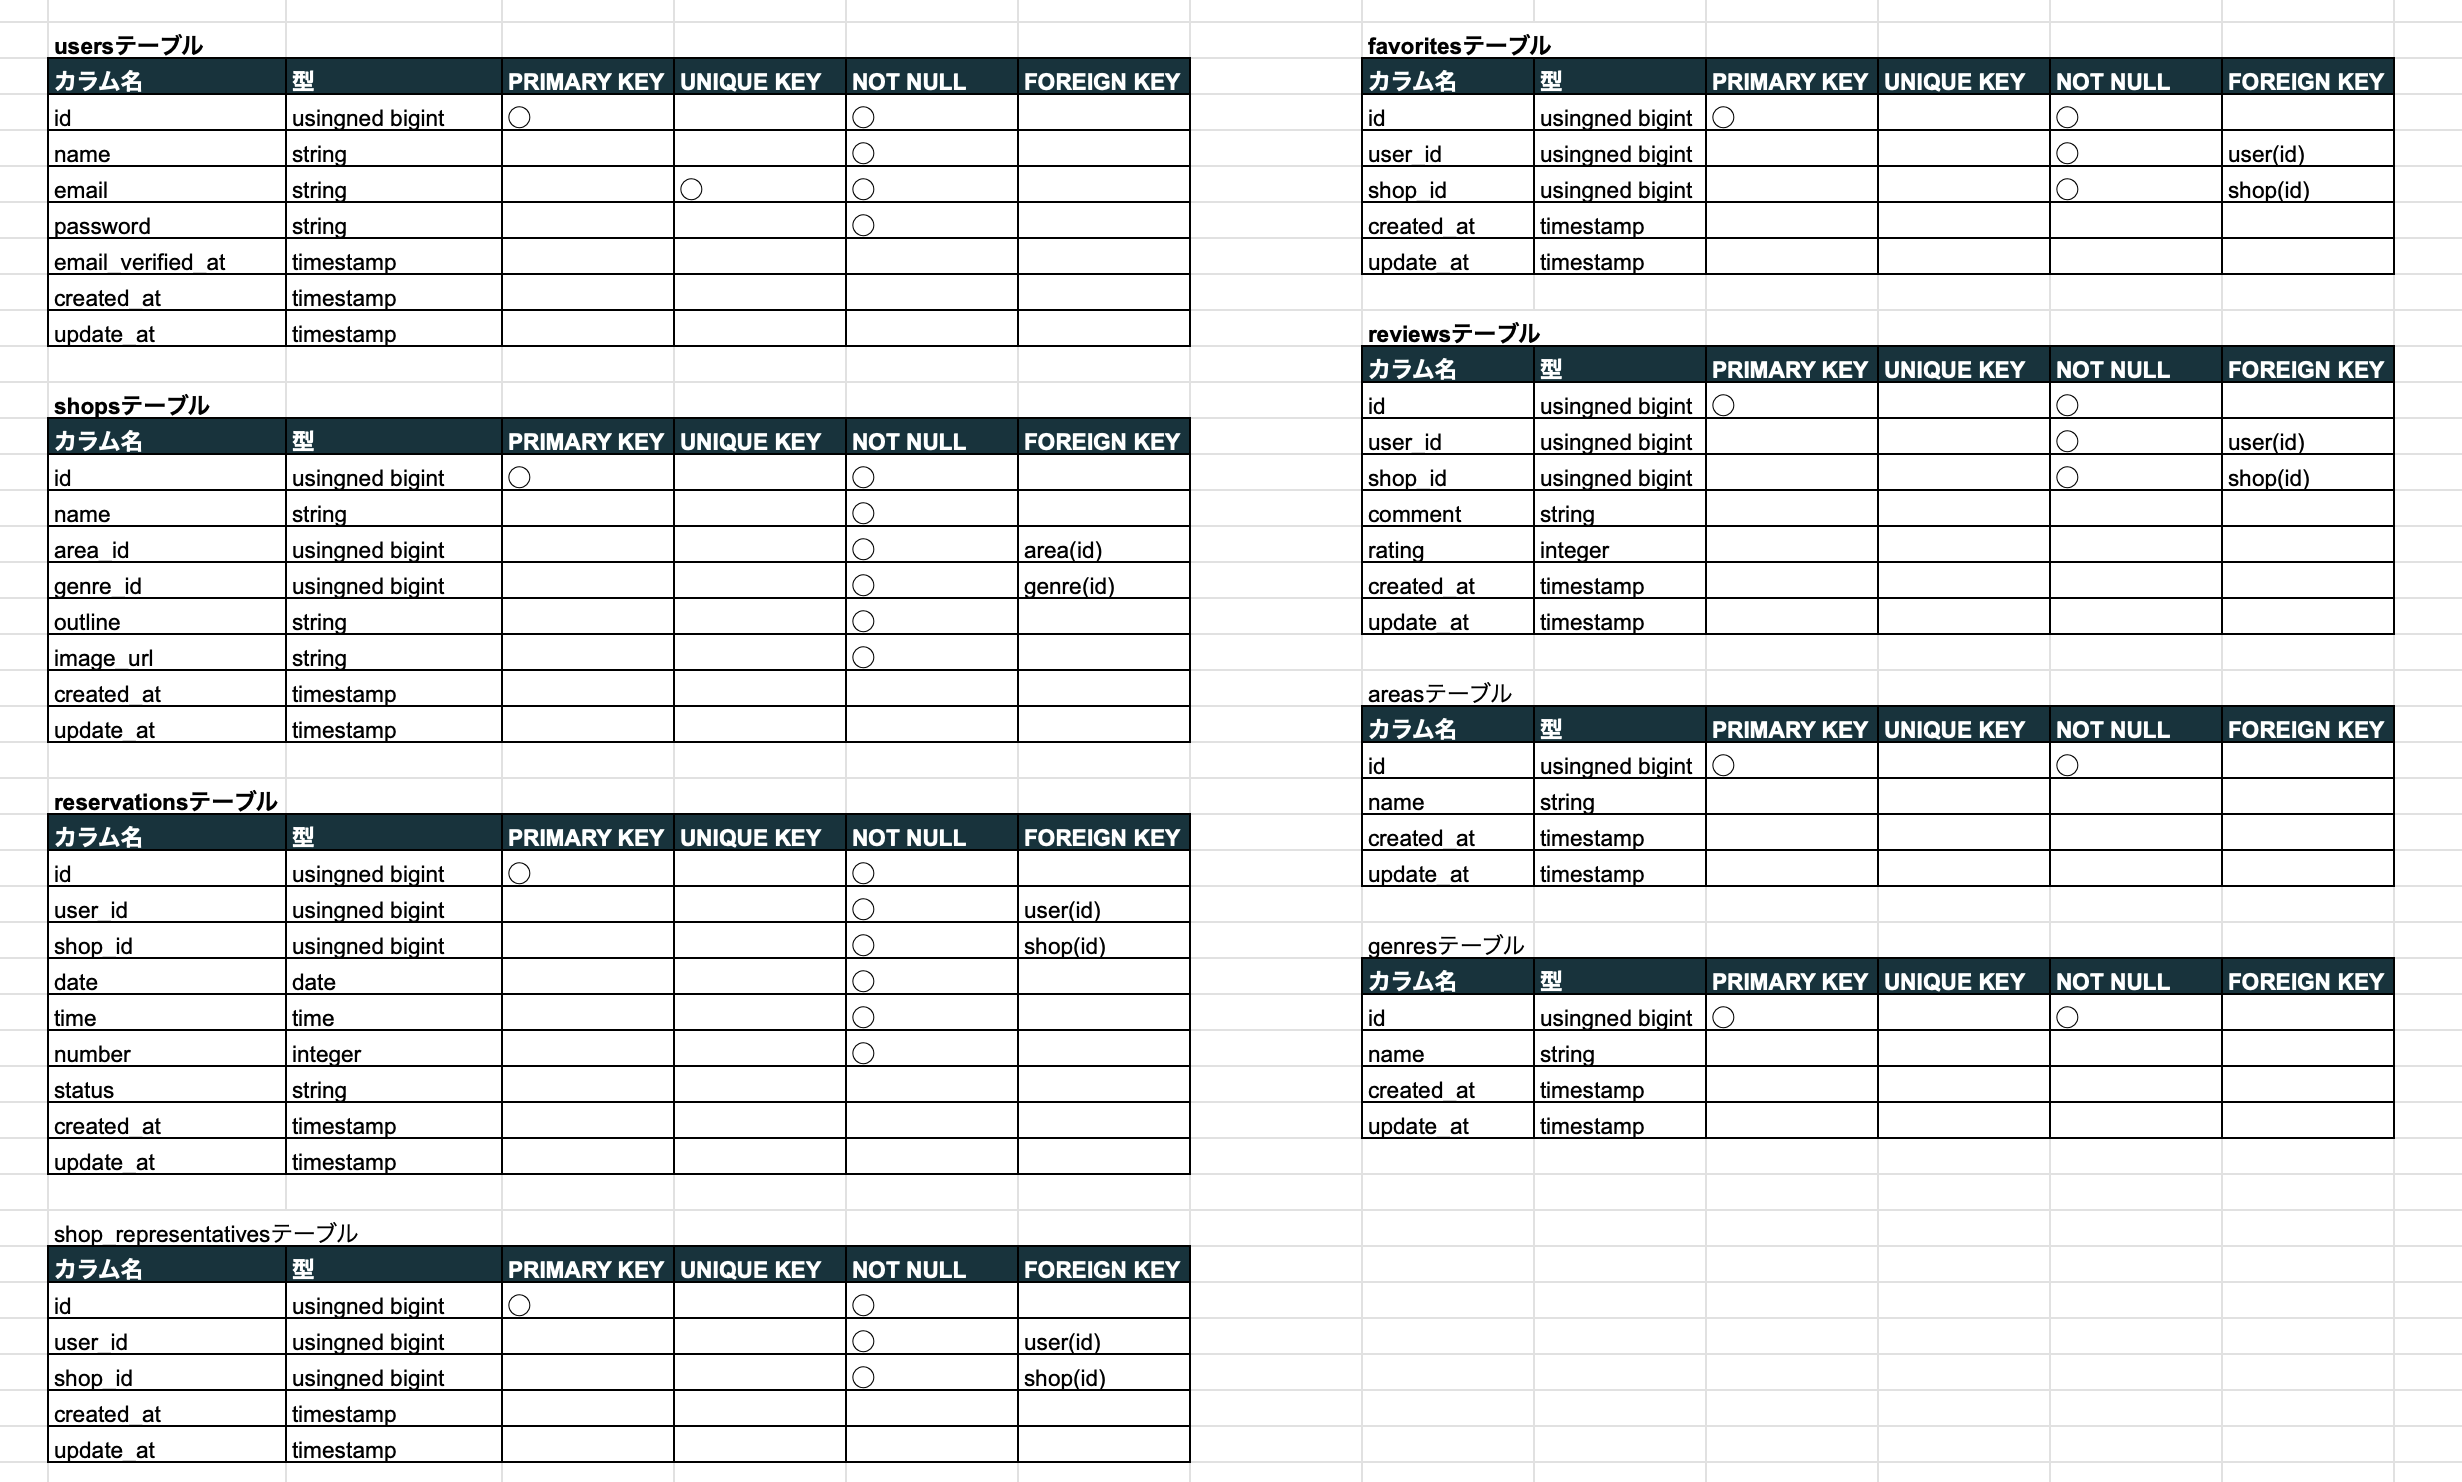 usersテーブル
カラム名 型 PRIMARY KEY UNIQUE KEY NOT NULL FOREIGN KEY
id usingned bigint ○ ○
name string ○
email string ○ ○
password string ○
email_verified_at timestamp
created_at timestamp
update_at timestamp
shopsテーブル
カラム名 型 PRIMARY KEY UNIQUE KEY NOT NULL FOREIGN KEY
id usingned bigint ○ ○
name string ○
area_id usingned bigint ○ area(id)
genre_id usingned bigint ○ genre(id)
outline string ○
image_url string ○
created_at timestamp
update_at timestamp
reservationsテーブル
カラム名 型 PRIMARY KEY UNIQUE KEY NOT NULL FOREIGN KEY
id usingned bigint ○ ○
user_id usingned bigint ○ user(id)
shop_id usingned bigint ○ shop(id)
date date ○
time time ○
number integer ○
status string
created_at timestamp
update_at timestamp
shop_representativesテーブル
カラム名 型 PRIMARY KEY UNIQUE KEY NOT NULL FOREIGN KEY
id usingned bigint ○ ○
user_id usingned bigint ○ user(id)
shop_id usingned bigint ○ shop(id)
created_at timestamp
update_at timestamp
favoritesテーブル
カラム名 型 PRIMARY KEY UNIQUE KEY NOT NULL FOREIGN KEY
id usingned bigint ○ ○
user_id usingned bigint ○ user(id)
shop_id usingned bigint ○ shop(id)
created_at timestamp
update_at timestamp
reviewsテーブル
カラム名 型 PRIMARY KEY UNIQUE KEY NOT NULL FOREIGN KEY
id usingned bigint ○ ○
user_id usingned bigint ○ user(id)
shop_id usingned bigint ○ shop(id)
comment string
rating integer
created_at timestamp
update_at timestamp
areasテーブル
カラム名 型 PRIMARY KEY UNIQUE KEY NOT NULL FOREIGN KEY
id usingned bigint ○ ○
name string
created_at timestamp
update_at timestamp
genresテーブル
カラム名 型 PRIMARY KEY UNIQUE KEY NOT NULL FOREIGN KEY
id usingned bigint ○ ○
name string
created_at timestamp
update_at timestamp